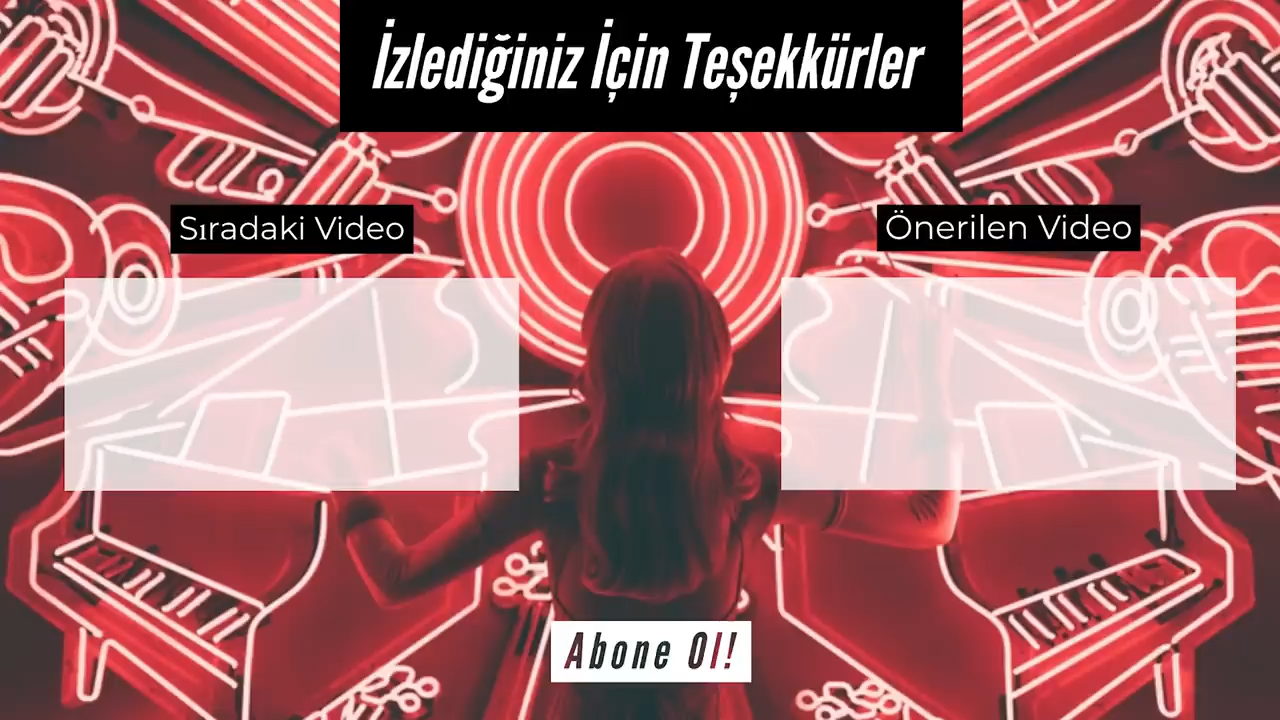 İzlediğiniz İçin Teşekkürler
Sıradaki Video
Önerilen Video
Abone Ol!